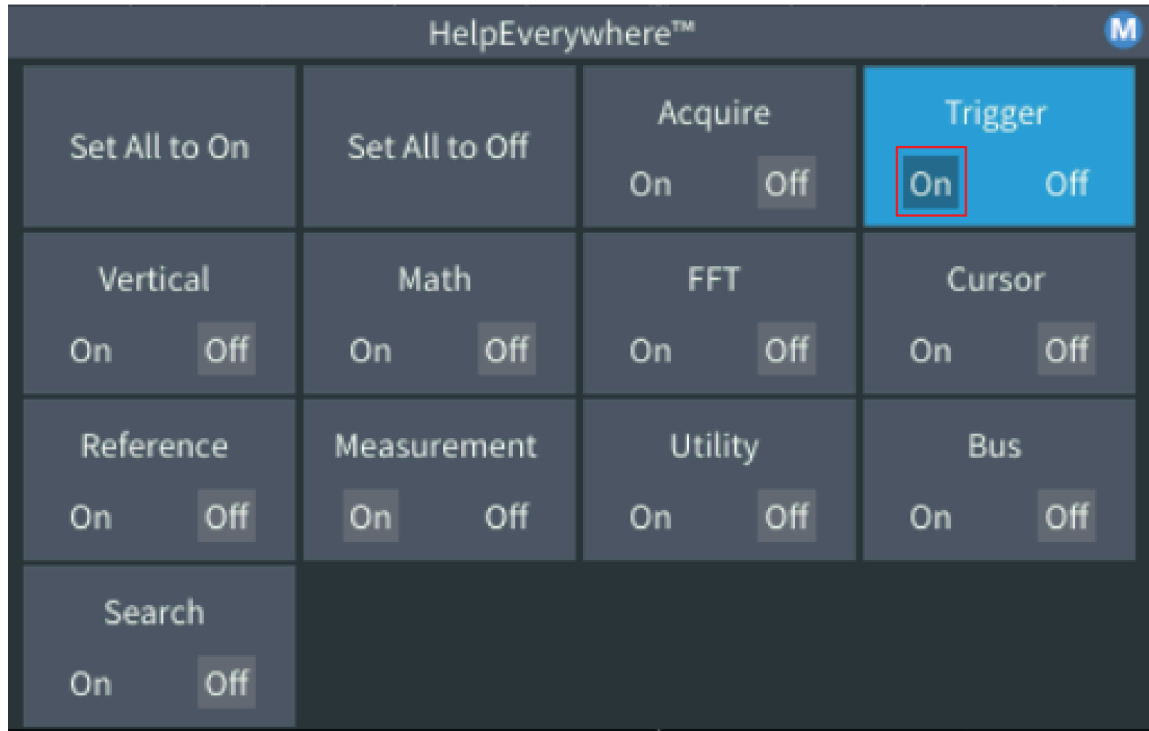 HelpEverywhere™ M
Set All to On
Set All to Off
Acquire
On Off
Trigger
On Off
Vertical
On Off
Math
On Off
FFT
On Off
Cursor
On Off
Reference
On Off
Measurement
On Off
Utility
On Off
Bus
On Off
Search
On Off